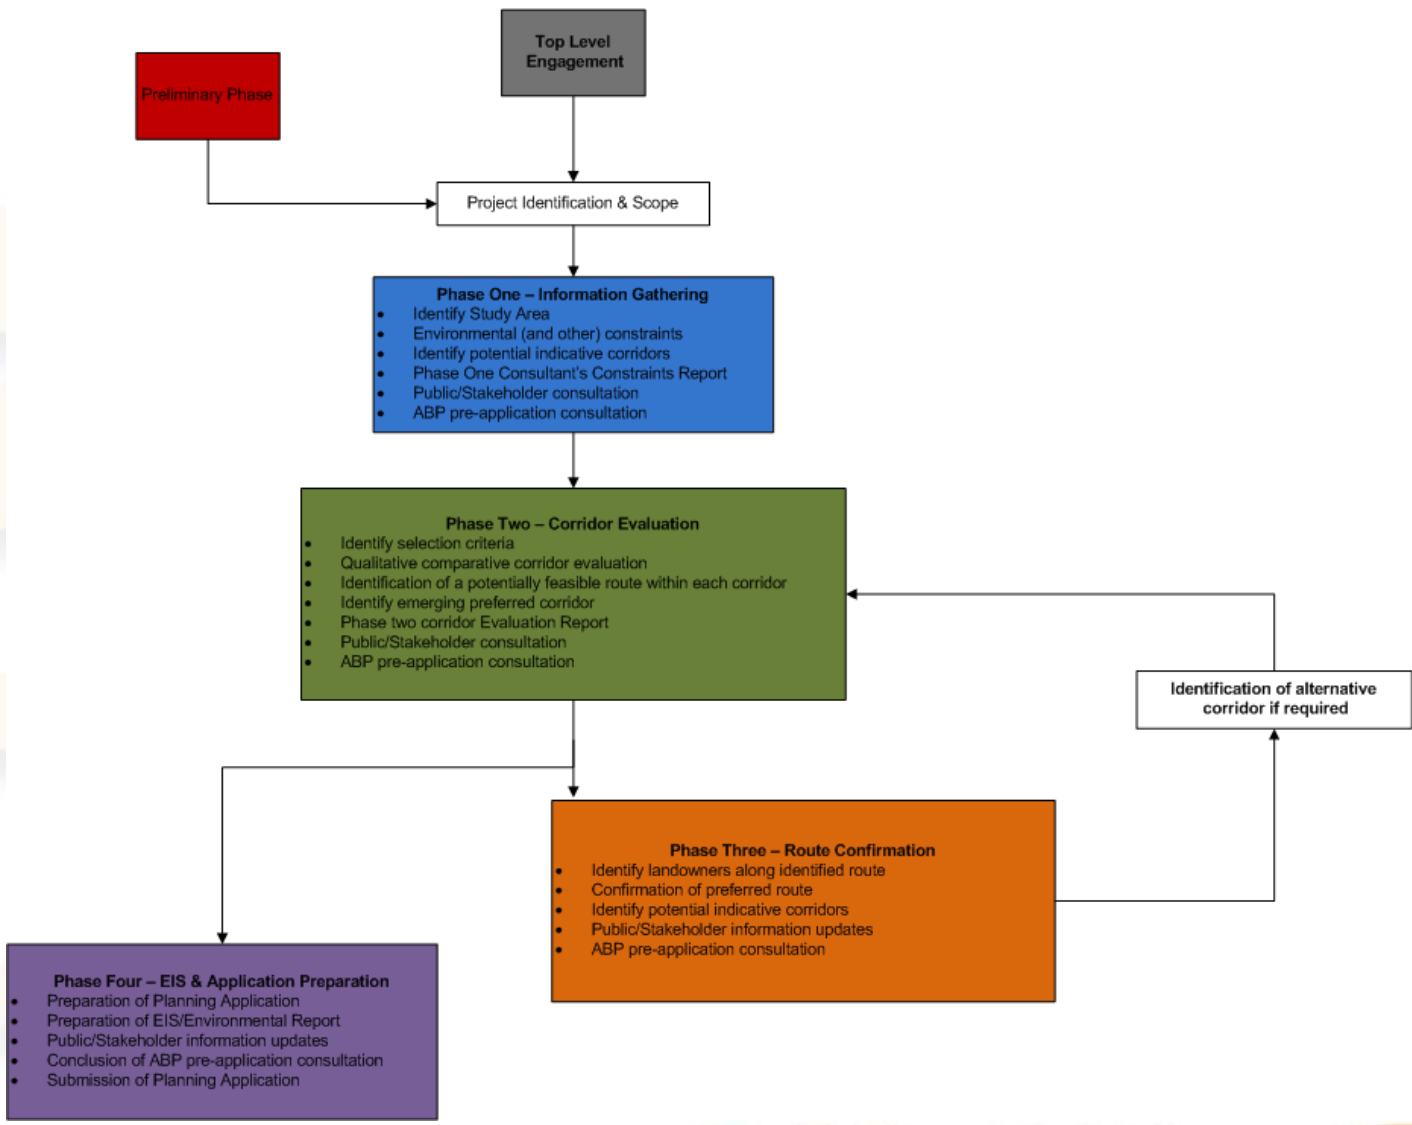 Top Level
Engagement
Preliminary Phase
Project Identification & Scope
Phase One – Information Gathering
• Identify Study Area
• Environmental (and other) constraints
• Identify potential indicative corridors
• Phase One Consultant's Constraints Report
• Public/Stakeholder consultation
• ABP pre-application consultation
Phase Two – Corridor Evaluation
• Identify selection criteria
• Qualitative comparative corridor evaluation
• Identification of a potentially feasible route within each corridor
• Identify emerging preferred corridor
• Phase two corridor Evaluation Report
• Public/Stakeholder consultation
• ABP pre-application consultation
Identification of alternative
corridor if required
Phase Three – Route Confirmation
• Identify landowners along identified route
• Confirmation of preferred route
• Identify potential indicative corridors
• Public/Stakeholder information updates
• ABP pre-application consultation
Phase Four – EIS & Application Preparation
• Preparation of Planning Application
• Preparation of EIS/Environmental Report
• Public/Stakeholder information updates
• Conclusion of ABP pre-application consultation
• Submission of Planning Application